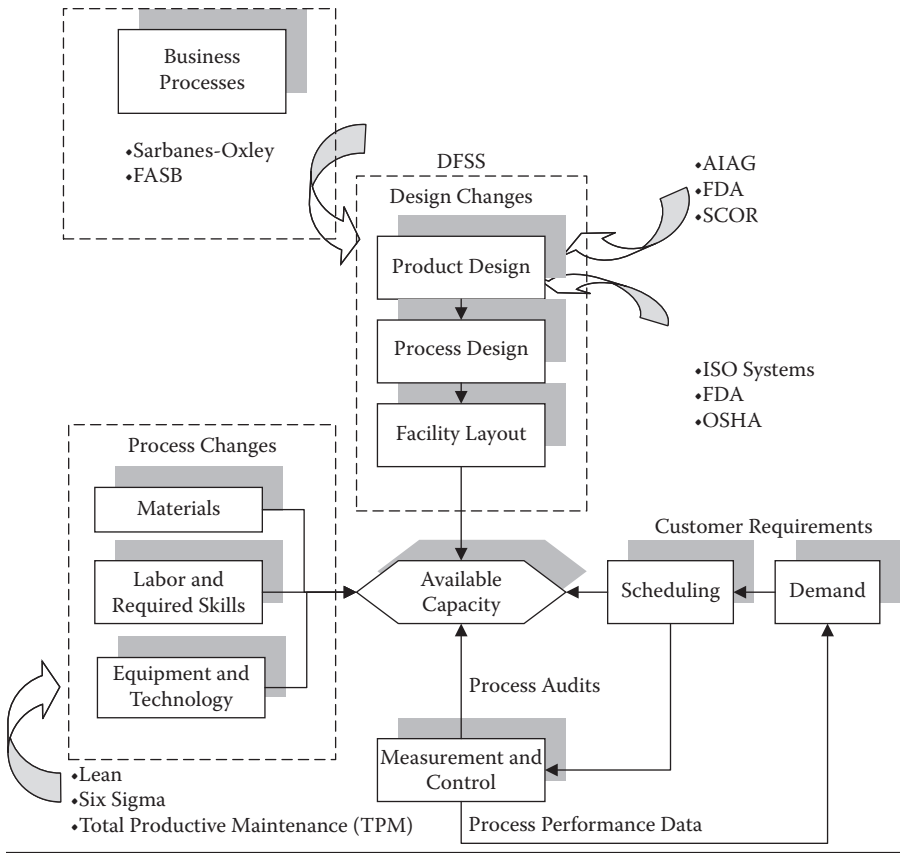 Business
Processes
•Sarbanes-Oxley
•FASB
DFSS
Design Changes
Product Design
Process Design
Facility Layout
•AIAG
•FDA
•SCOR
•ISO Systems
•FDA
•OSHA
Process Changes
Materials
Labor and
Required Skills
Equipment and
Technology
•Lean
•Six Sigma
•Total Productive Maintenance (TPM)
Available
Capacity
Customer Requirements
Scheduling
Demand
Process Audits
Measurement and
Control
Process Performance Data